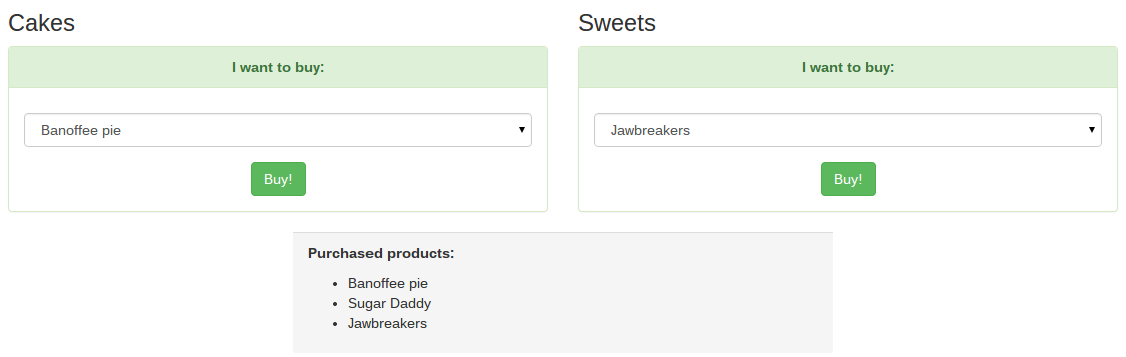 Cakes
I want to buy:
Banoffee pie
Buy!
Sweets
I want to buy:
Jawbreakers
Buy!
Purchased products:
Banoffee pie
Sugar Daddy
Jawbreakers